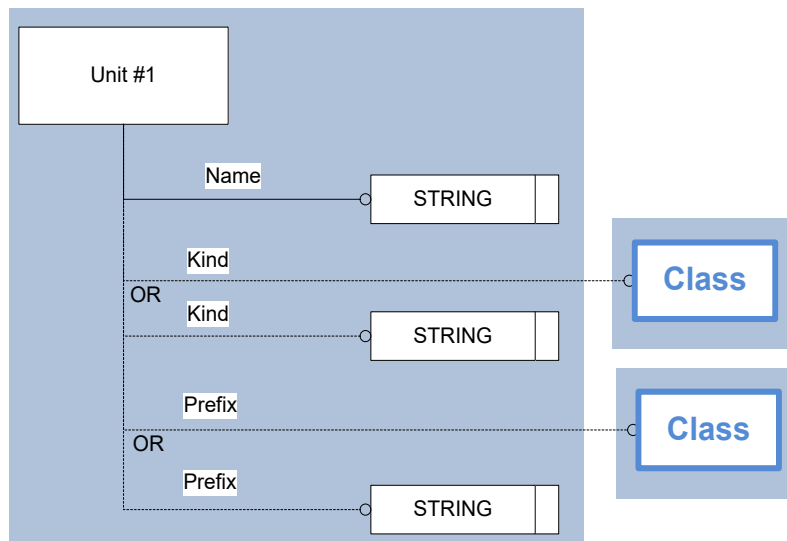 Unit #1
Name
STRING
Kind
Class
OR
Kind
STRING
Prefix
Class
OR
Prefix
STRING